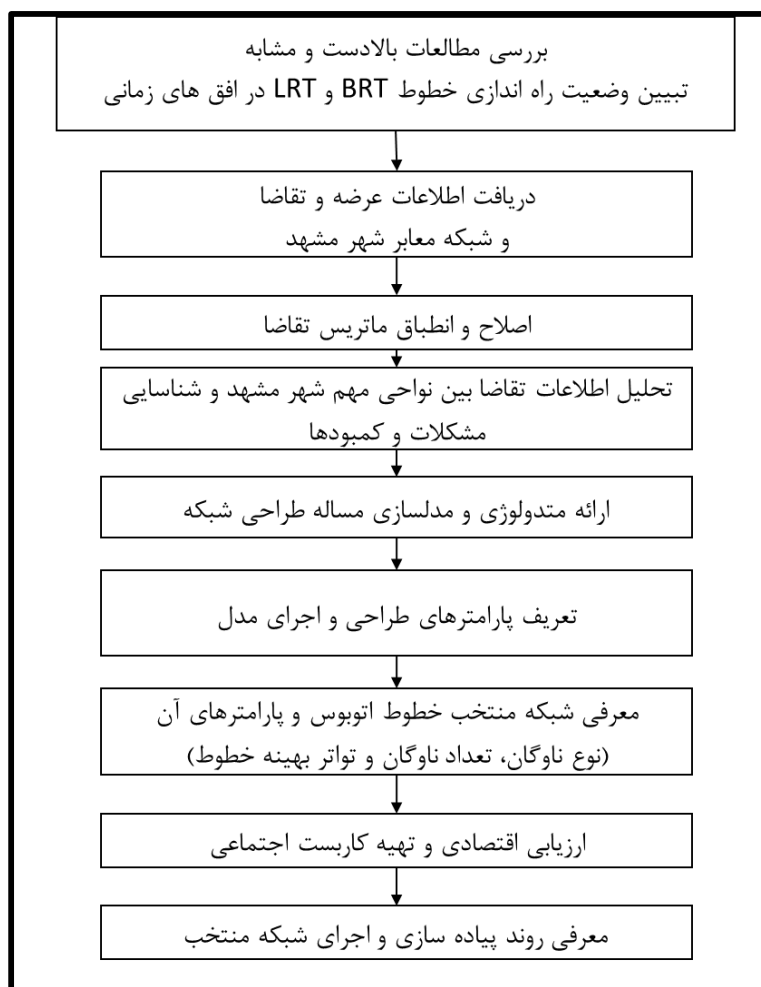 بررسی مطالعات بالادست و مشابه
تبیین وضعیت راه اندازی خطوط BRT و LRT در افق های زمانی
دریافت اطلاعات عرضه و تقاضا
و شبکه معابر شهر مشهد
اصلاح و انطباق ماتریس تقاضا
تحلیل اطلاعات تقاضا بین نواحی مهم شهر مشهد و شناسایی
مشکلات و کمبودها
ارائه متدولوژی و مدلسازی مساله طراحی شبکه
تعریف پارامترهای طراحی و اجرای مدل
معرفی شبکه منتخب خطوط اتوبوس و پارامترهای آن
(نوع ناوگان، تعداد ناوگان و تواتر بهینه خطوط)
ارزیابی اقتصادی و تهیه کاربست اجتماعی
معرفی روند پیاده سازی و اجرای شبکه منتخب